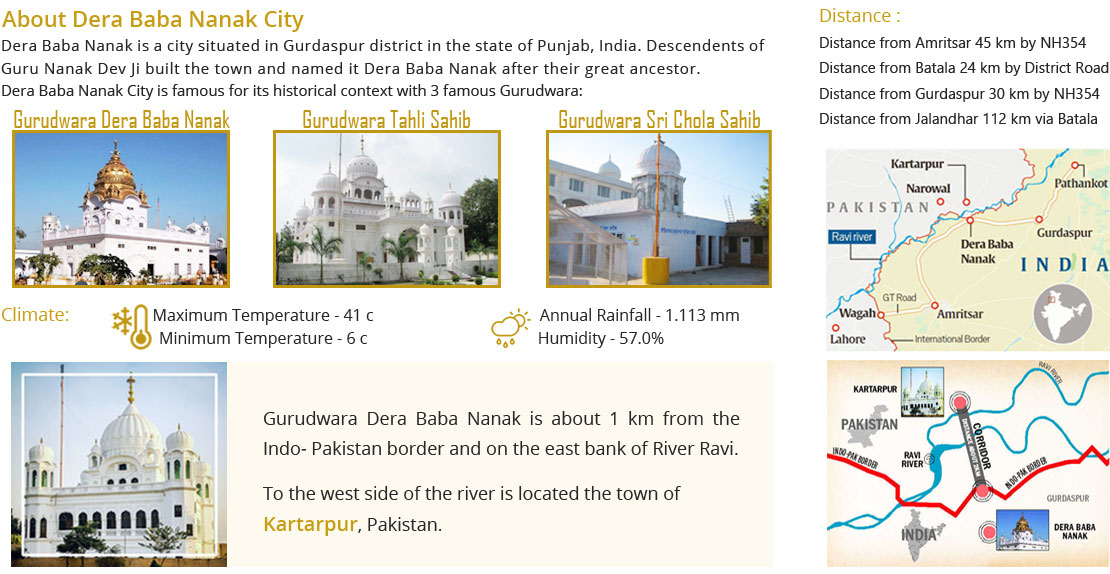 About Dera Baba Nanak City
Dera Baba Nanak is a city situated in Gurdaspur district in the state of Punjab, India. Descendents of
Guru Nanak Dev Ji built the town and named it Dera Baba Nanak after their great ancestor.
Dera Baba Nanak City is famous for its historical context with 3 famous Gurudwara:
Gurudwara Dera Baba Nanak
Gurudwara Tahli Sahib
Gurudwara Sri Chola Sahib
Climate:
Maximum Temperature - 41 c
Minimum Temperature - 6 c
Annual Rainfall - 1.113 mm
Humidity - 57.0%
Gurudwara Dera Baba Nanak is about 1 km from the
Indo- Pakistan border and on the east bank of River Ravi.
To the west side of the river is located the town of
Kartarpur, Pakistan.
Distance :
Distance from Amritsar 45 km by NH354
Distance from Batala 24 km by District Road
Distance from Gurdaspur 30 km by NH354
Distance from Jalandhar 112 km via Batala
Kartarpur
Narowal
Pathankot
PAKISTAN
Ravi river
Dera Baba
Nanak
Gurdaspur
INDIA
GT Road
Wagah
Amritsar
Lahore
International Border
RAVI RIVER
KARTARPUR
PAKISTAN
CORRIDOR
RAVI
RIVER
INDO-PAK BORDER
INDO-PAK BORDER
GURDASPUR
INDIA
DERA BABA
NANAK